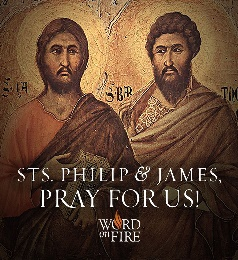 STS. PHILIP & JAMES,
PRAY FOR US!
WORD
on FIRE